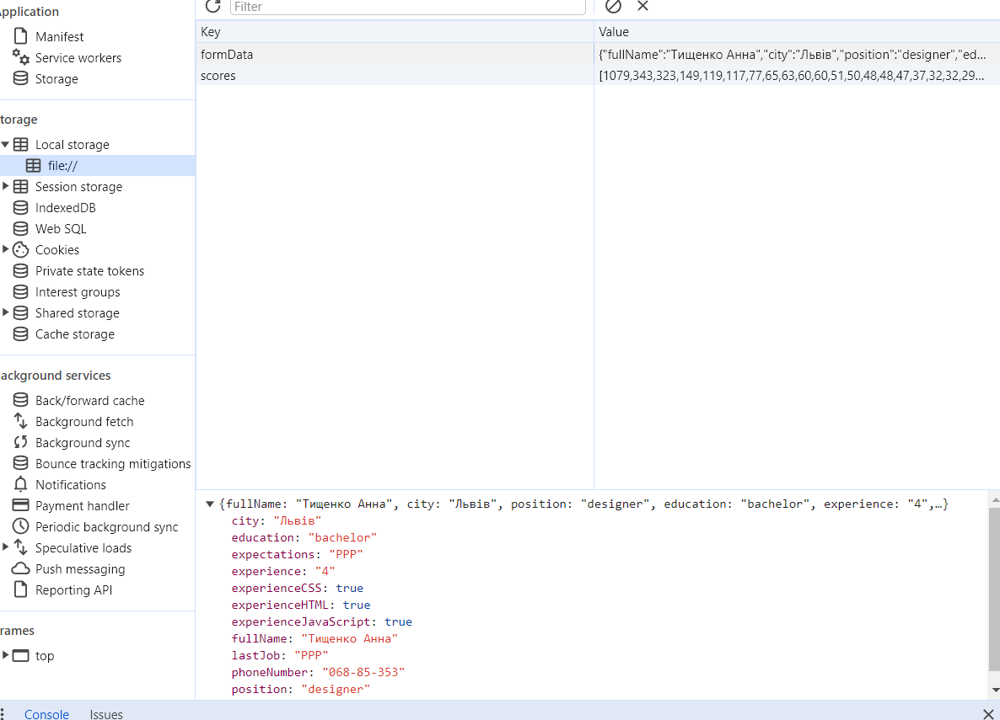 Application
Manifest
Service workers
Storage
torage
Local storage
file://
Session storage
IndexedDB
Web SQL
Cookies
Private state tokens
Interest groups
Shared storage
Cache storage
ackground services
Back/forward cache
Background fetch
Background sync
Bounce tracking mitigations
Notifications
Payment handler
Periodic background sync
Speculative loads
Push messaging
Reporting API
rames
top
Filter
Key Value
formData {"fullName":"Тищенко Анна","city":"Львів","position":"designer","ed...
scores [1079,343,323,149,119,117,77,65,63,60,60,51,50,48,48,47,37,32,32,29...
{fullName: "Тищенко Анна", city: "Львів", position: "designer", education: "bachelor", experience: "4",…}
city: "Львів"
education: "bachelor"
expectations: "PPP"
experience: "4"
experienceCSS: true
experienceHTML: true
experienceJavaScript: true
fullName: "Тищенко Анна"
lastJob: "PPP"
phoneNumber: "068-85-353"
position: "designer"
Console Issues